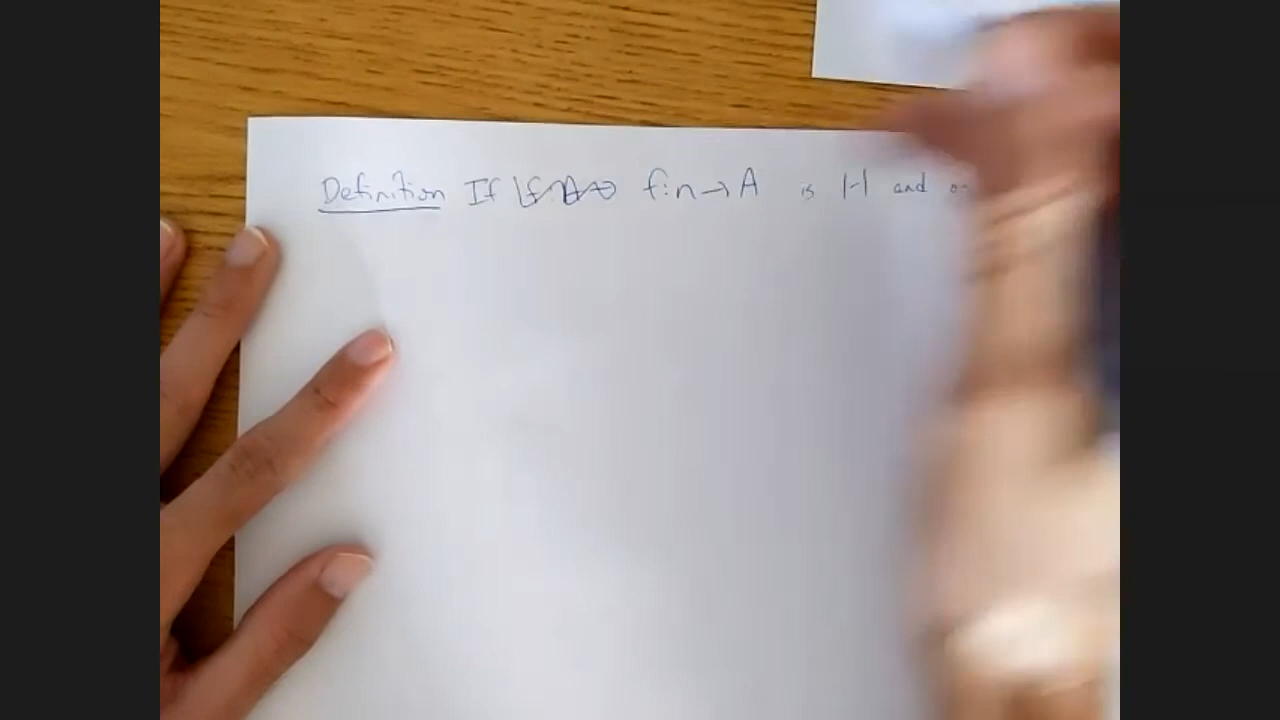 Definition If f:n→A is 1-1 and